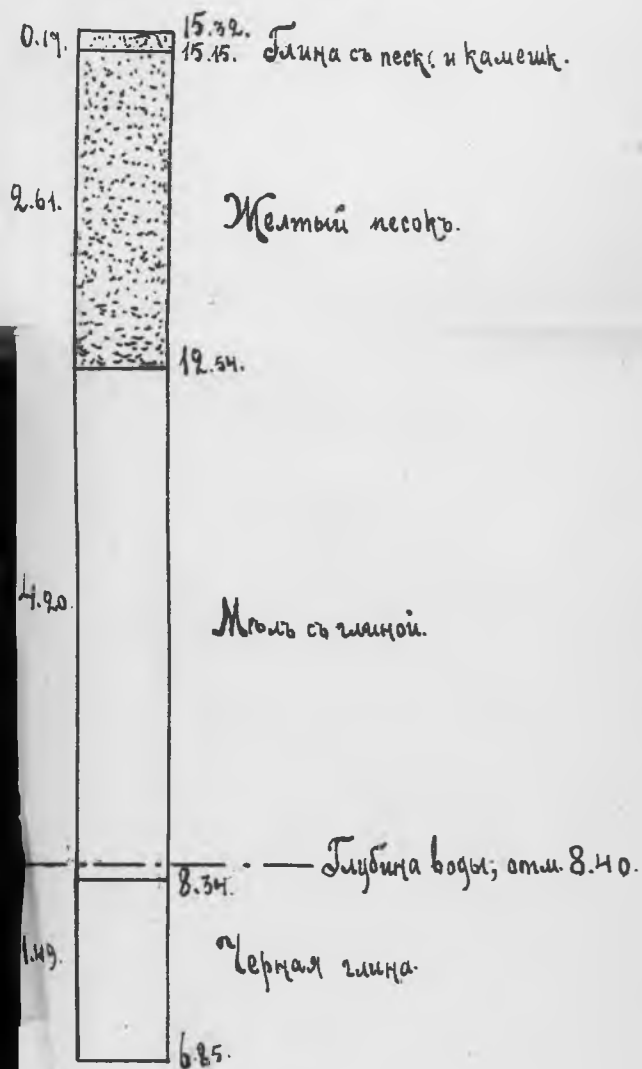 0.17.
15.32.
15.15. Глина съ песк. и камешк.
2.61.
Желтый песокъ.
12.54.
4.20.
Мѣлъ съ глиной.
Глубина воды, отм. 8.40.
8.34.
1.49.
Черная глина.
6.85.